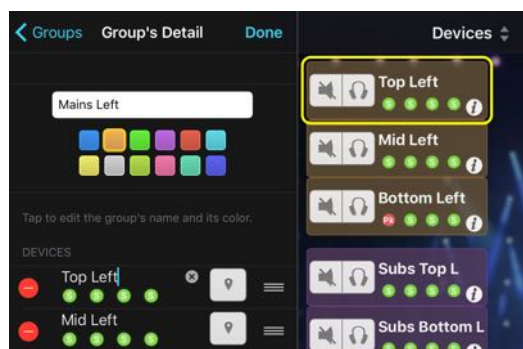 Groups Group's Detail Done
Mains Left
Tap to edit the group's name and its color.
DEVICES
Top Left
S S S S
Mid Left
S S S S
Devices
Top Left
S S S S i
Mid Left
S S S S i
Bottom Left
Pk S S S i
Subs Top L
S S S S i
Subs Bottom L
S S S S i